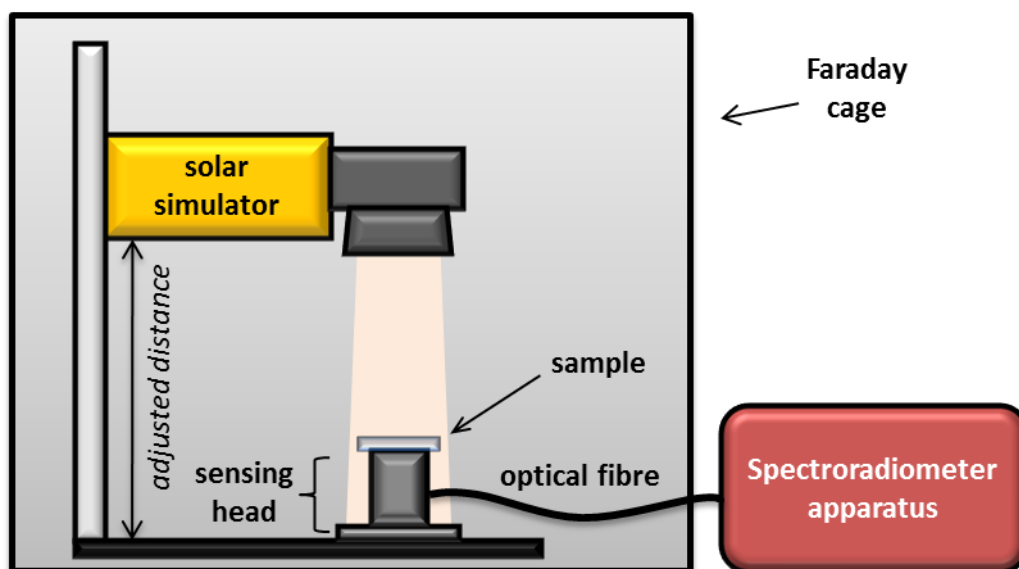 Faraday
cage
solar
simulator
adjusted distance
sample
sensing
head
optical fibre
Spectroradiometer
apparatus